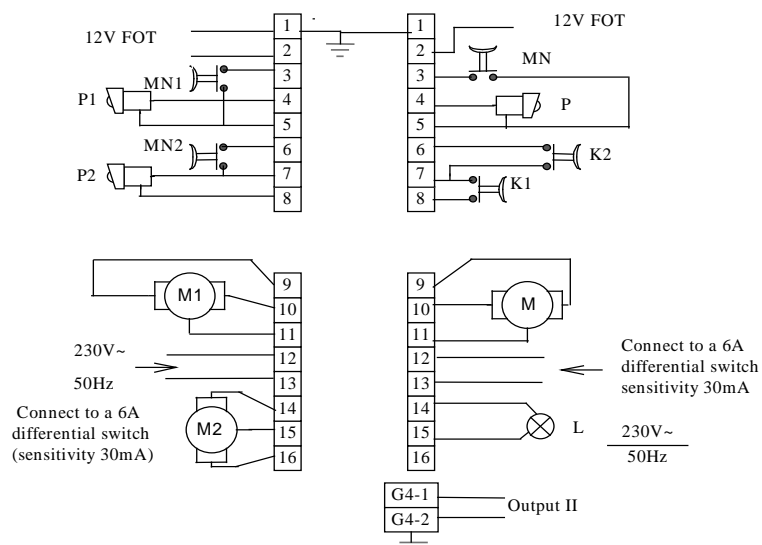 12V FOT
1
2
3
4
5
6
7
8
MN1
P1
MN2
P2
1
2
3
4
5
6
7
8
12V FOT
MN
P
K2
K1
9
10
11
12
13
14
15
16
M1
230V~
50Hz
Connect to a 6A
differential switch
(sensitivity 30mA)
M2
9
10
11
12
13
14
15
16
M
Connect to a 6A
differential switch
sensitivity 30mA
L
230V~
50Hz
G4-1
G4-2
Output II